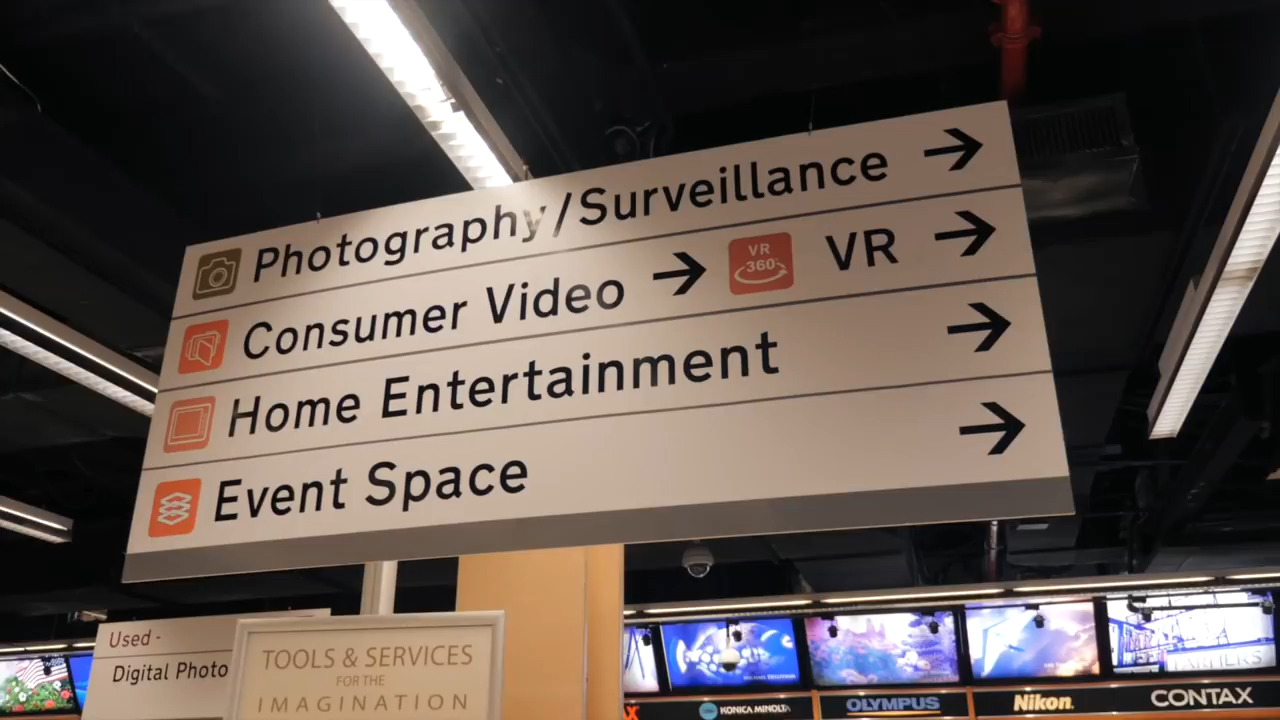 Photography/Surveillance
Consumer Video
VR
360°
VR
Home Entertainment
Event Space
Used -
Digital Photo
TOOLS & SERVICES
FOR THE
IMAGINATION
KONICA MINOLTA
OLYMPUS
Nikon
CONTAX